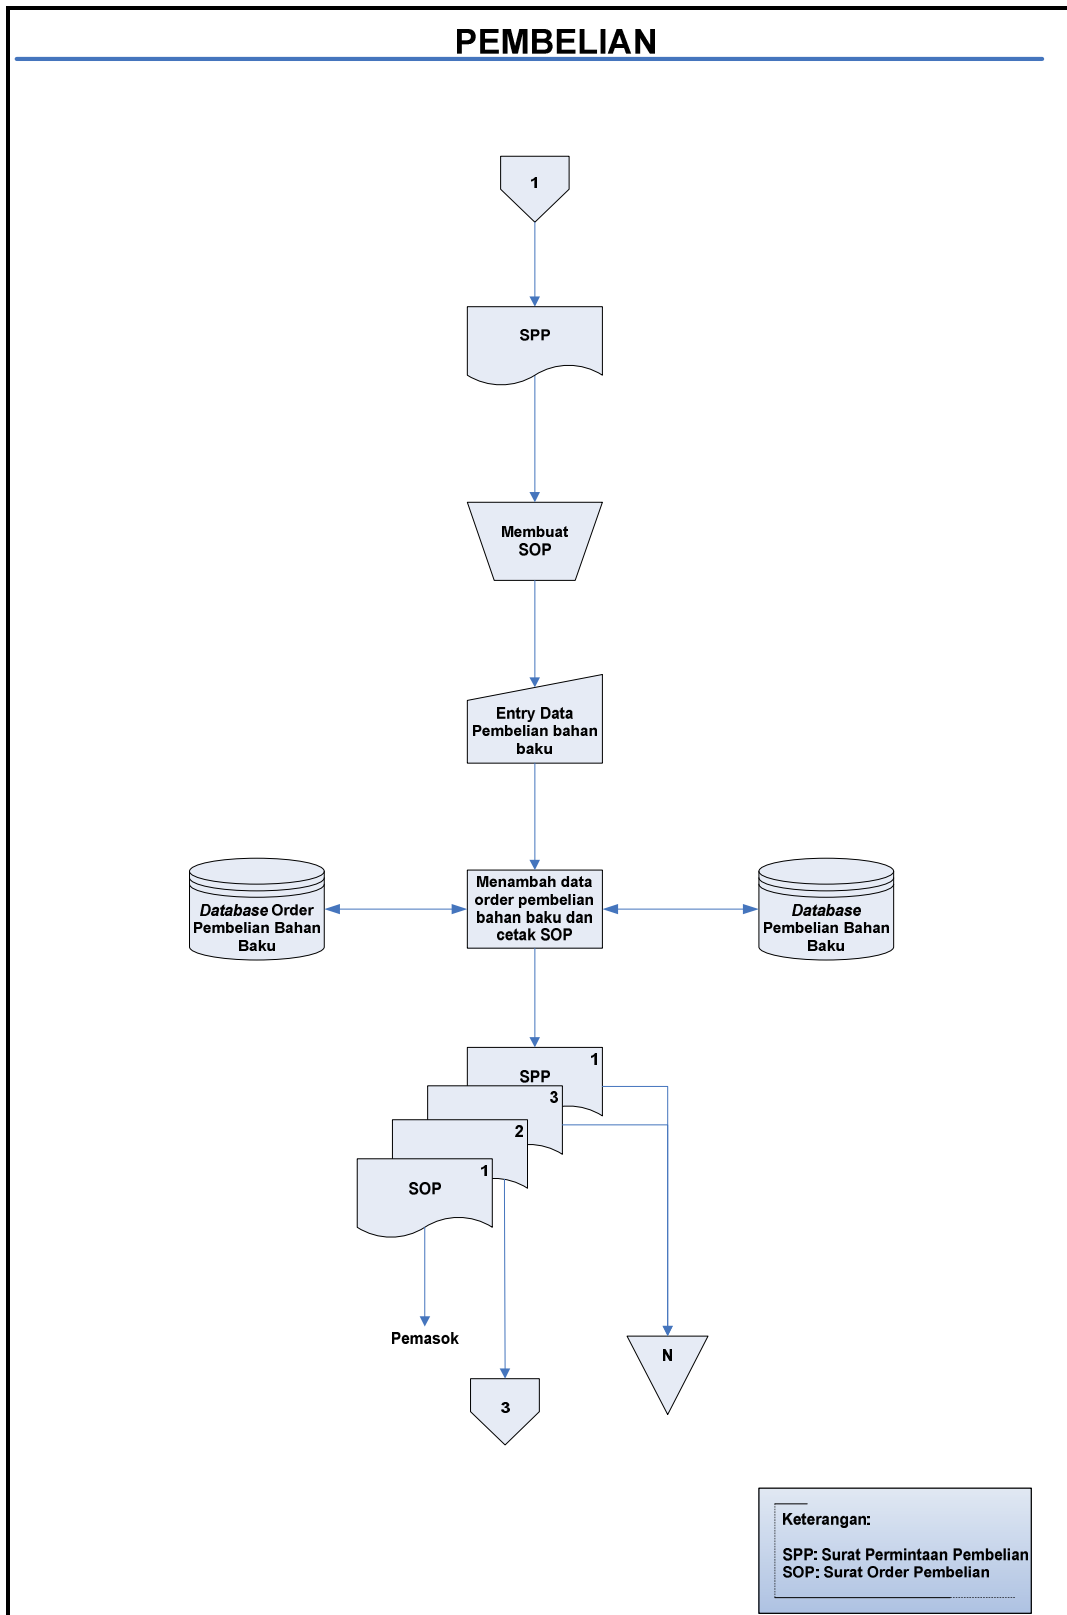 PEMBELIAN
1
SPP
Membuat
SOP
Entry Data
Pembelian bahan
baku
Database Order
Pembelian Bahan
Baku
Menambah data
order pembelian
bahan baku dan
cetak SOP
Database
Pembelian Bahan
Baku
1
SPP
3
2
1
SOP
Pemasok
N
3
Keterangan:
SPP: Surat Permintaan Pembelian
SOP: Surat Order Pembelian